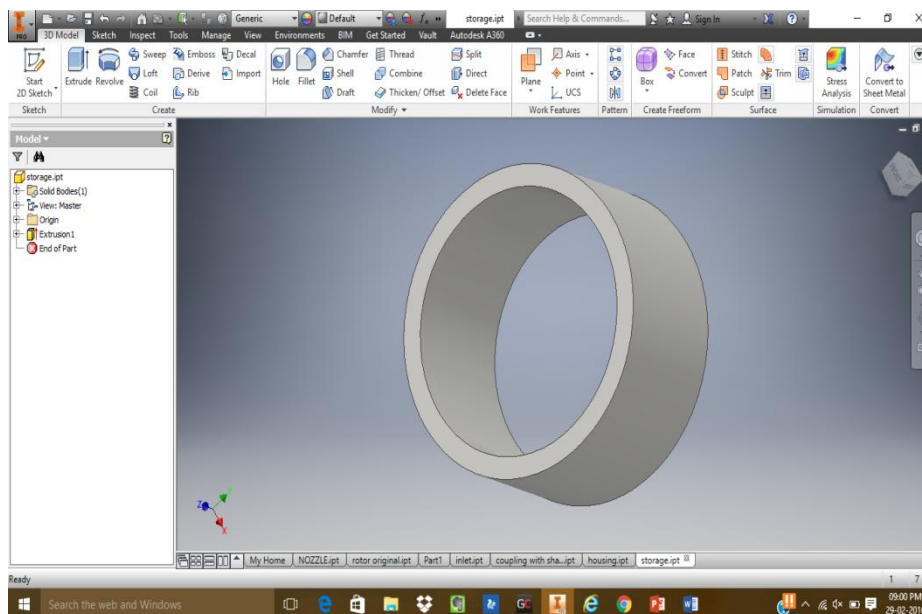 Generic Default storage.ipt Search Help & Commands... Sign In
PRO 3D Model Sketch Inspect Tools Manage View Environments BIM Get Started Vault Autodesk A360
Sweep Emboss Decal Chamfer Thread Split Axis Face Stitch
Loft Derive Import Shell Combine Direct Point Convert Patch Trim
Coil Rib Draft Thicken/ Offset Delete Face UCS Sculpt
Start 2D Sketch Extrude Revolve Hole Fillet Plane Box Stress Analysis Convert to Sheet Metal
Sketch Create Modify Work Features Pattern Create Freeform Surface Simulation Convert
Model
storage.ipt
Solid Bodies(1)
View: Master
Origin
Extrusion1
End of Part
Z Y X
My Home NOZZLE.ipt rotor original.ipt Part1 inlet.ipt coupling with sha...ipt housing.ipt storage.ipt
Ready 1 7
Search the web and Windows
GC
09:00 PM